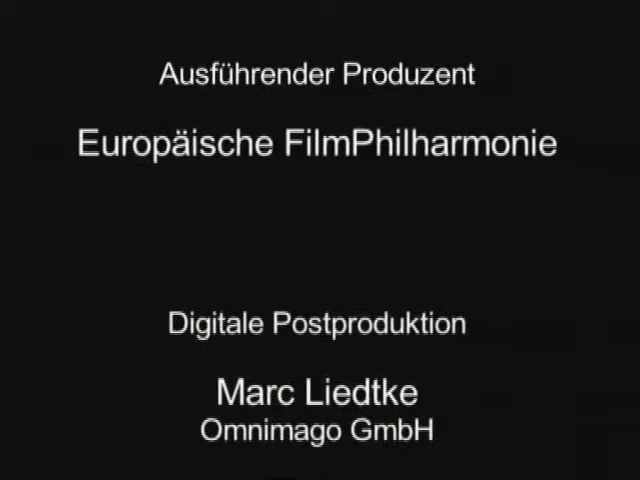 Ausführender Produzent
Europäische FilmPhilharmonie
Digitale Postproduktion
Marc Liedtke
Omnimago GmbH